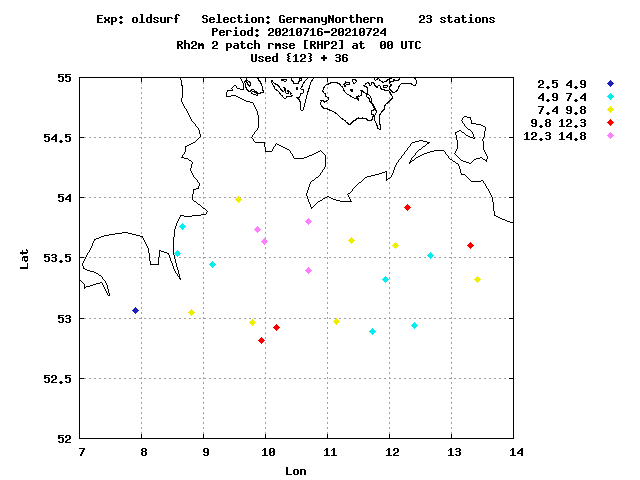 Exp: oldsurf Selection: GermanyNorthern 23 stations
Period: 20210716-20210724
Rh2m 2 patch rmse [RHP2] at 00 UTC
Used {12} + 36
55
54.5
54
53.5
53
52.5
52
Lat
7 8 9 10 11 12 13 14
Lon
2.5 4.9
4.9 7.4
7.4 9.8
9.8 12.3
12.3 14.8